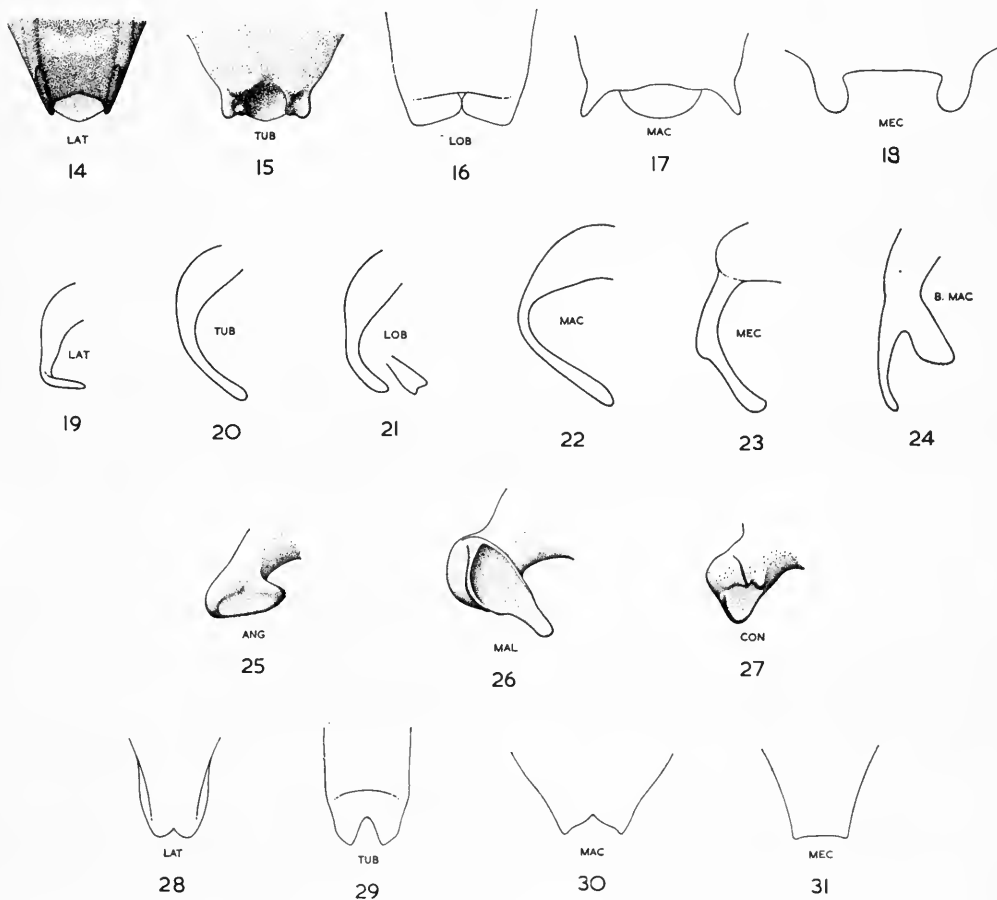 LAT
TUB
LOB
MAC
MEC
14
15
16
17
18
LAT
TUB
LOB
MAC
MEC
B. MAC
19
20
21
22
23
24
ANG
MAL
CON
25
26
27
LAT
TUB
MAC
MEC
28
29
30
31